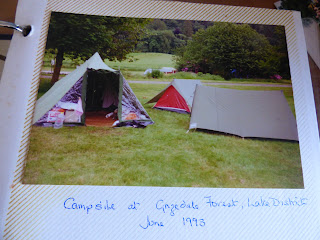 Campsite at Grizedale Forest, Lake District
June 1993